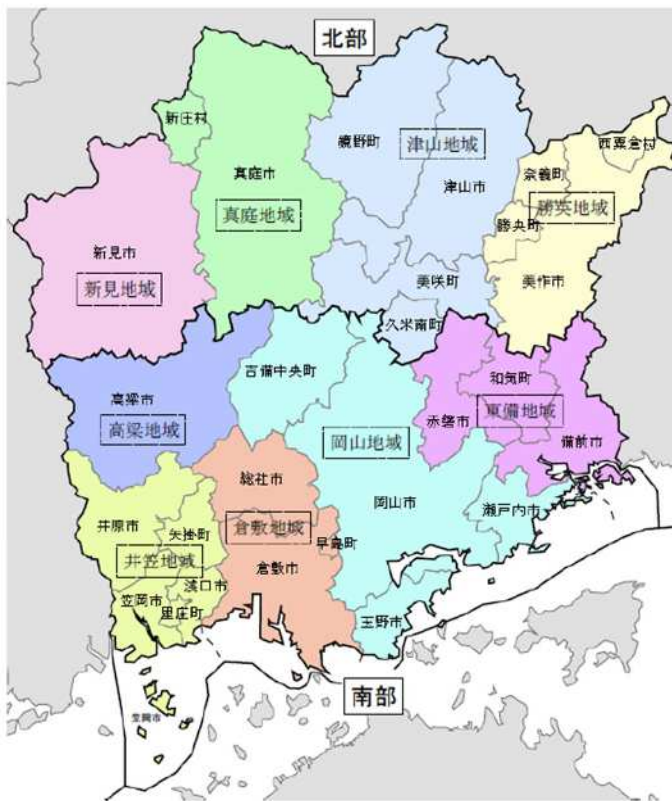 北部
新庄村
鏡野町
津山地域
西粟倉村
真庭市
津山市
奈義町
真庭地域
勝英地域
勝央町
新見市
新見地域
美咲町
美作市
久米南町
吉備中央町
和気町
高梁市
赤磐市
東備地域
高梁地域
岡山地域
備前市
総社市
岡山市
瀬戸内市
井原市
矢掛町
倉敷地域
早島町
井笠地域
倉敷市
浅口市
笠岡市
里庄町
玉野市
南部
笠岡市